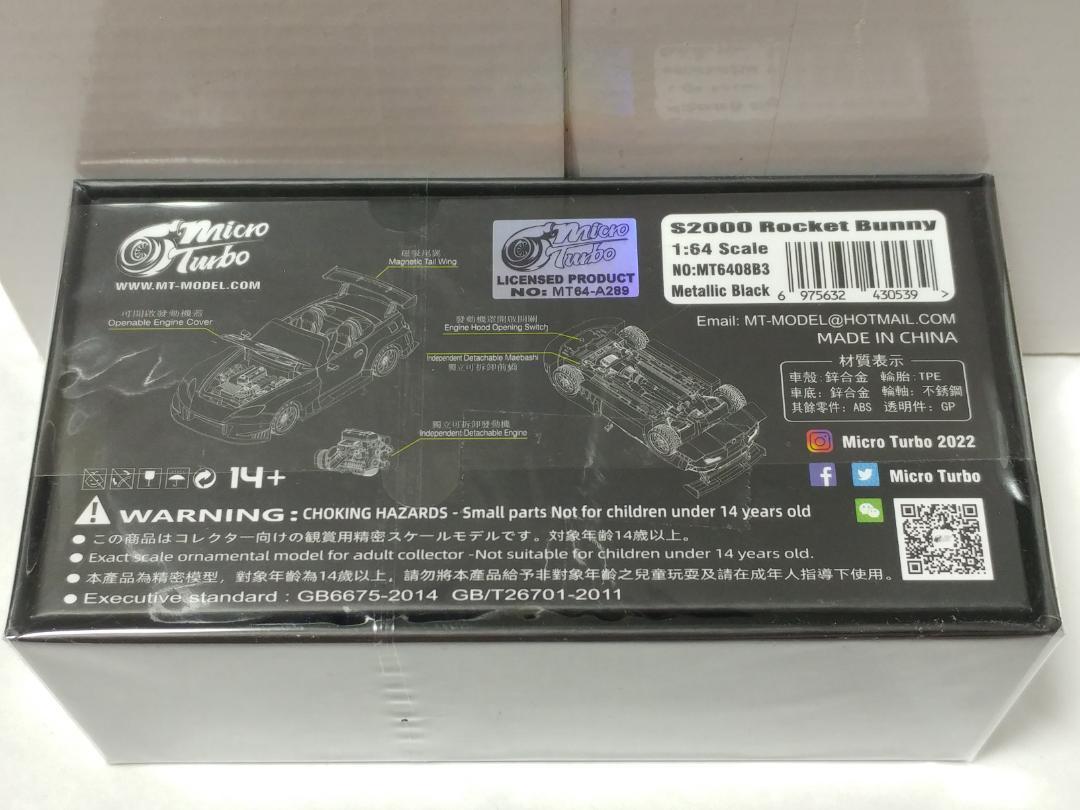 Micro
Turbo
WWW.MT-MODEL.COM
可開啟發動機蓋
Openable Engine Cover
磁吸尾翼
Magnetic Tail Wing
Micro
Turbo
LICENSED PRODUCT
NO: MT64-A289
S2000 Rocket Bunny
1:64 Scale
NO:MT6408B3
Metallic Black
6 975632 430539 >
發動機蓋開啟開關
Engine Hood Opening Switch
Independent Detachable Maebashi
獨立可拆卸前橋
獨立可拆卸發動機
Independent Detachable Engine
Email: MT-MODEL@HOTMAIL.COM
MADE IN CHINA
材質表示
車殼:鋅合金 輪胎:TPE
車底:鋅合金 輪軸:不銹鋼
其餘零件:ABS 透明件:GP
Micro Turbo 2022
Micro Turbo
14+
WARNING: CHOKING HAZARDS - Small parts Not for children under 14 years old
● この商品はコレクター向けの観賞用精密スケールモデルです。対象年齢14歳以上。
● Exact scale ornamental model for adult collector -Not suitable for children under 14 years old.
● 本產品為精密模型，對象年齡為14歲以上，請勿將本產品給予非對象年齡之兒童玩耍及請在成年人指導下使用。
● Executive standard : GB6675-2014 GB/T26701-2011